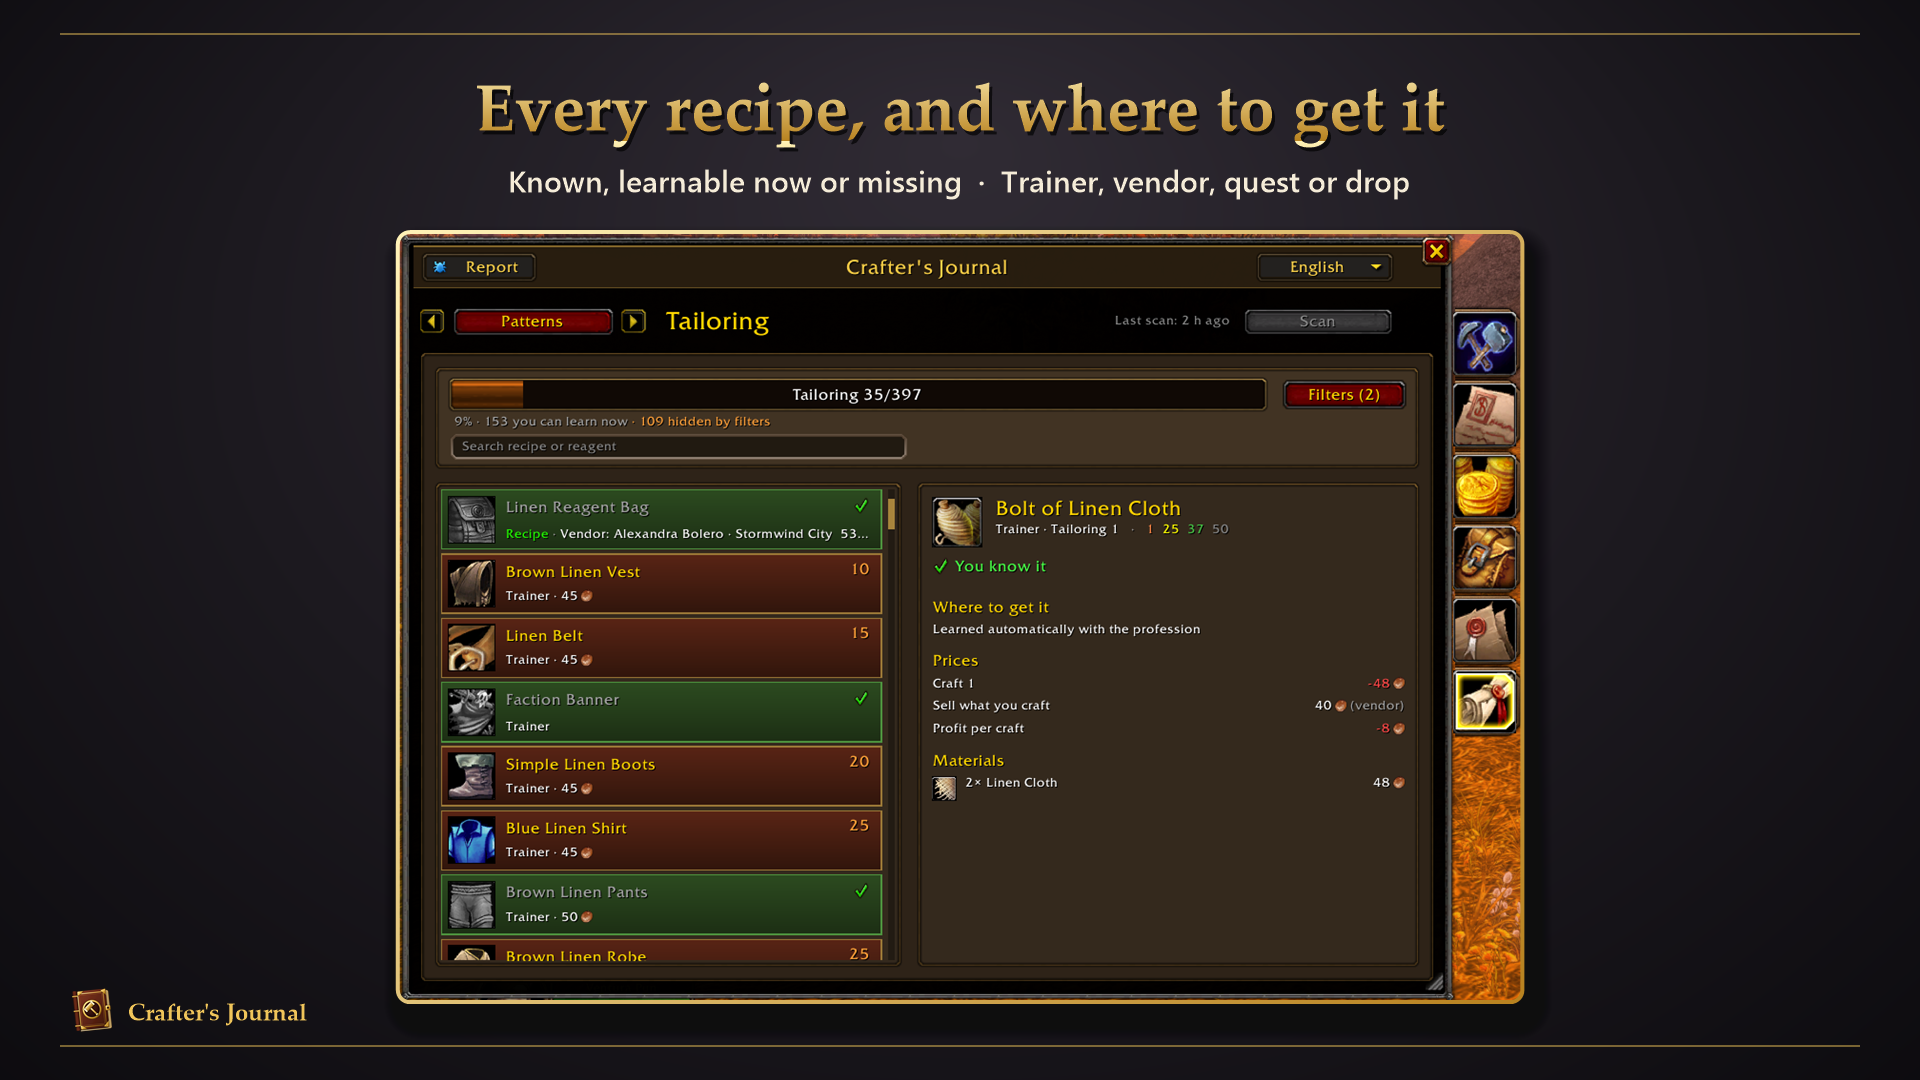 Every recipe, and where to get it
Known, learnable now or missing · Trainer, vendor, quest or drop
Report
Crafter's Journal
English
Patterns
Tailoring
Last scan: 2 h ago
Scan
Tailoring 35/397
Filters (2)
9% · 153 you can learn now · 109 hidden by filters
Search recipe or reagent
Linen Reagent Bag
Recipe · Vendor: Alexandra Bolero · Stormwind City 53...
Brown Linen Vest 10
Trainer · 45
Linen Belt 15
Trainer · 45
Faction Banner
Trainer
Simple Linen Boots 20
Trainer · 45
Blue Linen Shirt 25
Trainer · 45
Brown Linen Pants
Trainer · 50
Brown Linen Robe 25
Bolt of Linen Cloth
Trainer · Tailoring 1 · 1 25 37 50
You know it
Where to get it
Learned automatically with the profession
Prices
Craft 1 -48
Sell what you craft 40 (vendor)
Profit per craft -8
Materials
2× Linen Cloth 48
Crafter's Journal